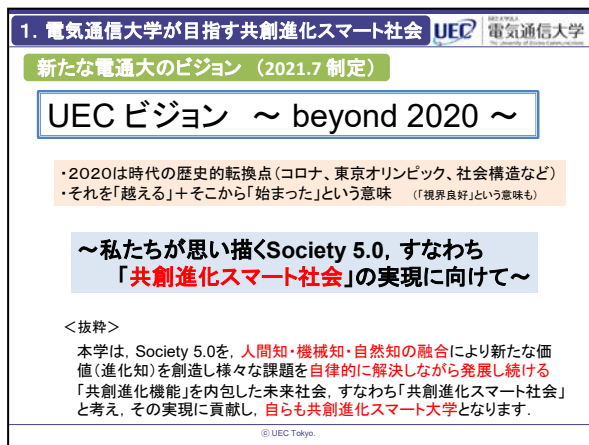 1. 電気通信大学が目指す共創進化スマート社会
UEC
電気通信大学
The University of Electro-Communications
新たな電通大のビジョン （2021.7 制定）
UEC ビジョン ～ beyond 2020 ～
・2020は時代の歴史的転換点(コロナ、東京オリンピック、社会構造など)
・それを「越える」＋そこから「始まった」という意味 （「視界良好」という意味も）
～私たちが思い描くSociety 5.0，すなわち
「共創進化スマート社会」の実現に向けて～
＜抜粋＞
本学は，Society 5.0を，人間知・機械知・自然知の融合により新たな価
値(進化知)を創造し様々な課題を自律的に解決しながら発展し続ける
「共創進化機能」を内包した未来社会，すなわち「共創進化スマート社会」
と考え，その実現に貢献し，自らも共創進化スマート大学となります．
© UEC Tokyo.